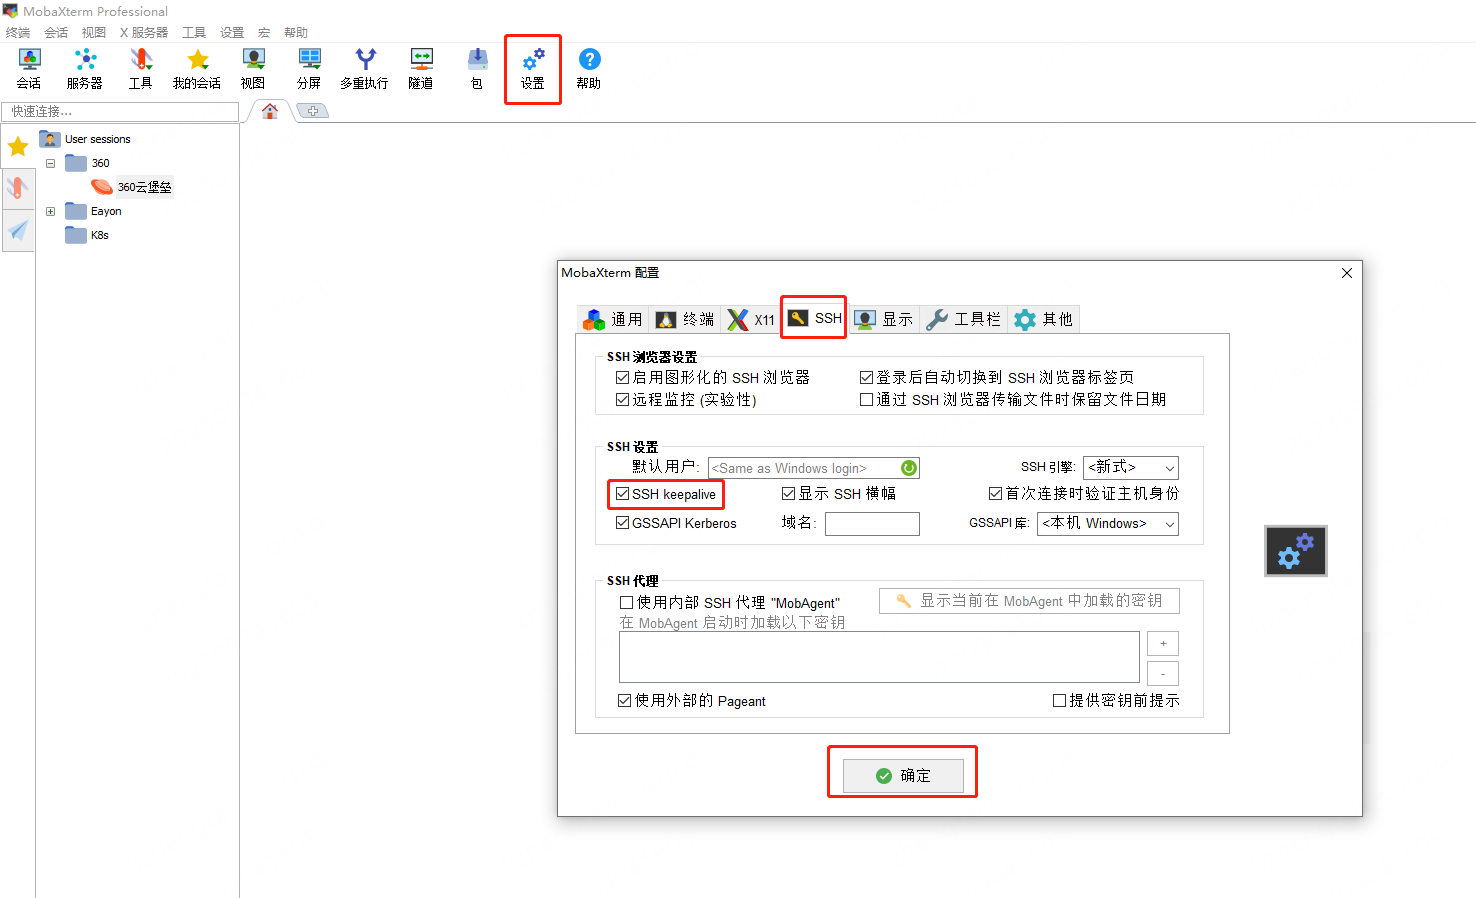 MobaXterm Professional
终端 会话 视图 X 服务器 工具 设置 宏 帮助
会话 服务器 工具 我的会话 视图 分屏 多重执行 隧道 包 设置 帮助
快速连接...
User sessions
360
360云堡垒
Eayon
K8s
MobaXterm 配置
通用 终端 X11 SSH 显示 工具栏 其他
SSH 浏览器设置
启用图形化的 SSH 浏览器 登录后自动切换到 SSH 浏览器标签页
远程监控 (实验性) 通过 SSH 浏览器传输文件时保留文件日期
SSH 设置
默认用户: <Same as Windows login> SSH 引擎: <新式>
SSH keepalive 显示 SSH 横幅 首次连接时验证主机身份
GSSAPI Kerberos 域名: GSSAPI 库: <本机 Windows>
SSH 代理
使用内部 SSH 代理 "MobAgent" 显示当前在 MobAgent 中加载的密钥
在 MobAgent 启动时加载以下密钥
+
-
使用外部的 Pageant 提供密钥前提示
确定